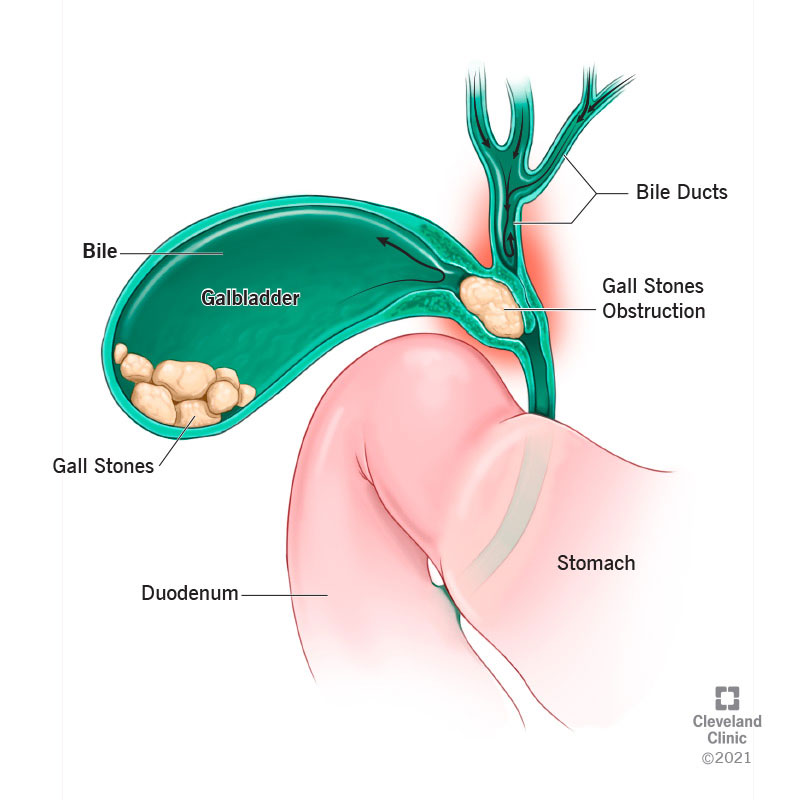 Bile Ducts
Bile
Galbladder
Gall Stones
Obstruction
Gall Stones
Stomach
Duodenum
Cleveland
Clinic
©2021